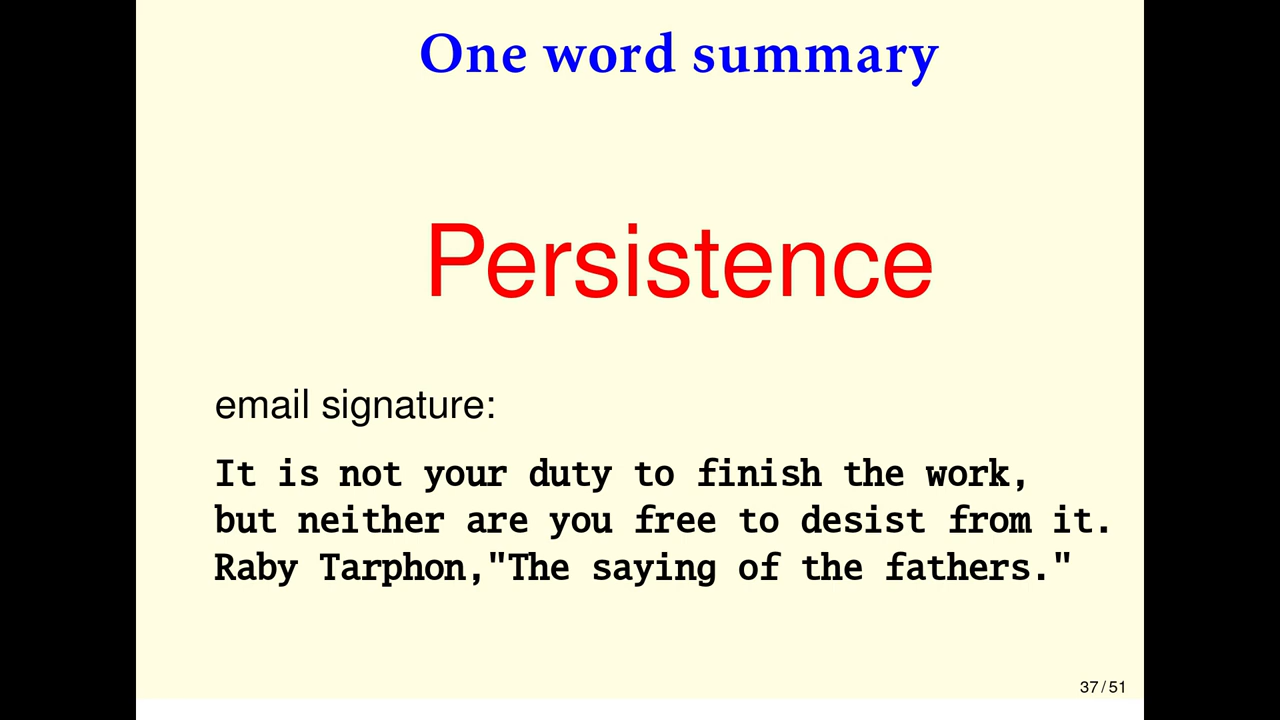 One word summary
Persistence
email signature:
It is not your duty to finish the work,
but neither are you free to desist from it.
Raby Tarphon,"The saying of the fathers."
37 / 51